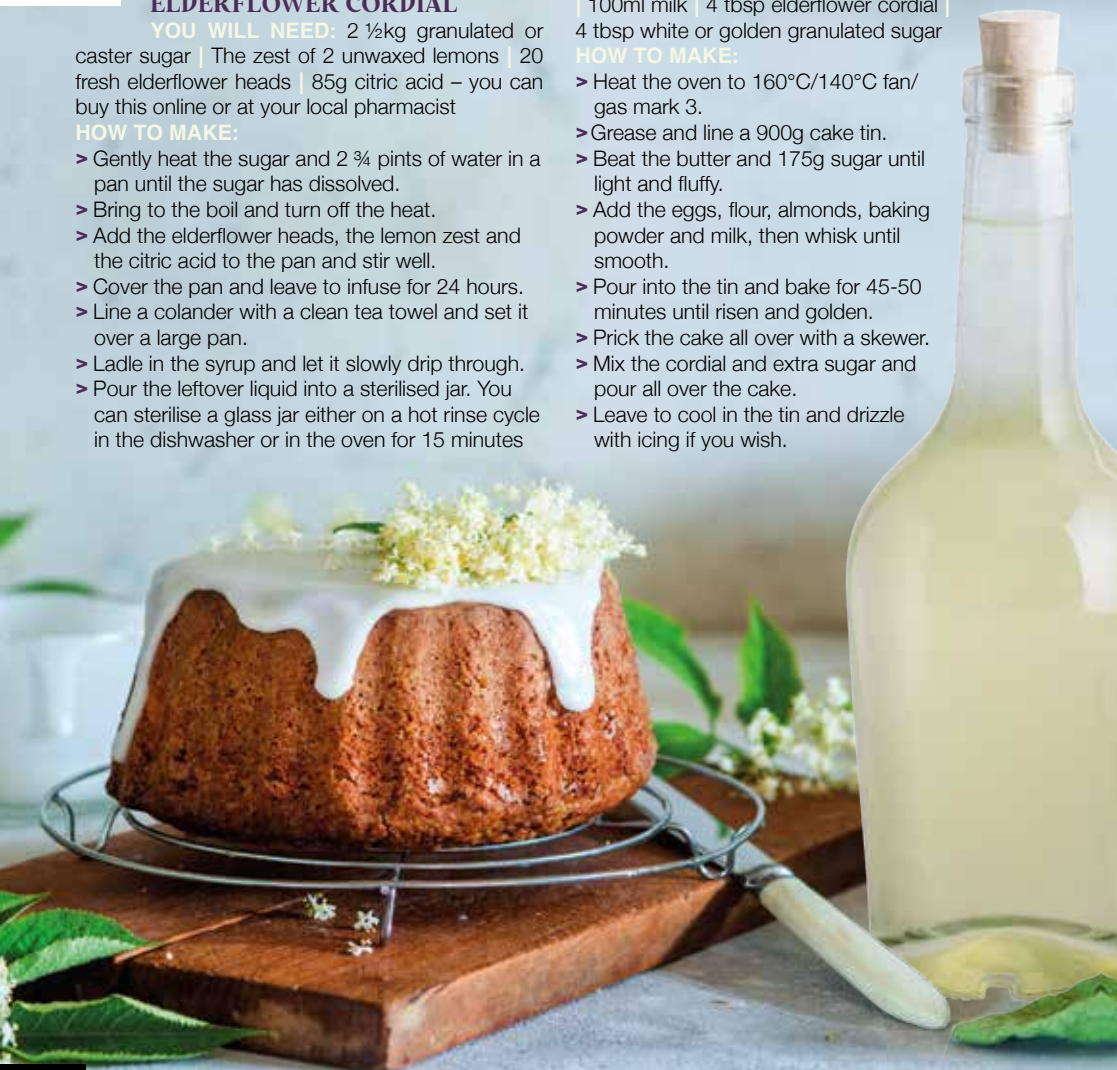 ELDERFLOWER CORDIAL
YOU WILL NEED: 2 ½kg granulated or
caster sugar | The zest of 2 unwaxed lemons | 20
fresh elderflower heads | 85g citric acid – you can
buy this online or at your local pharmacist
HOW TO MAKE:
> Gently heat the sugar and 2 ¾ pints of water in a
pan until the sugar has dissolved.
> Bring to the boil and turn off the heat.
> Add the elderflower heads, the lemon zest and
the citric acid to the pan and stir well.
> Cover the pan and leave to infuse for 24 hours.
> Line a colander with a clean tea towel and set it
over a large pan.
> Ladle in the syrup and let it slowly drip through.
> Pour the leftover liquid into a sterilised jar. You
can sterilise a glass jar either on a hot rinse cycle
in the dishwasher or in the oven for 15 minutes
| 100ml milk | 4 tbsp elderflower cordial |
4 tbsp white or golden granulated sugar
HOW TO MAKE:
> Heat the oven to 160°C/140°C fan/
gas mark 3.
> Grease and line a 900g cake tin.
> Beat the butter and 175g sugar until
light and fluffy.
> Add the eggs, flour, almonds, baking
powder and milk, then whisk until
smooth.
> Pour into the tin and bake for 45-50
minutes until risen and golden.
> Prick the cake all over with a skewer.
> Mix the cordial and extra sugar and
pour all over the cake.
> Leave to cool in the tin and drizzle
with icing if you wish.